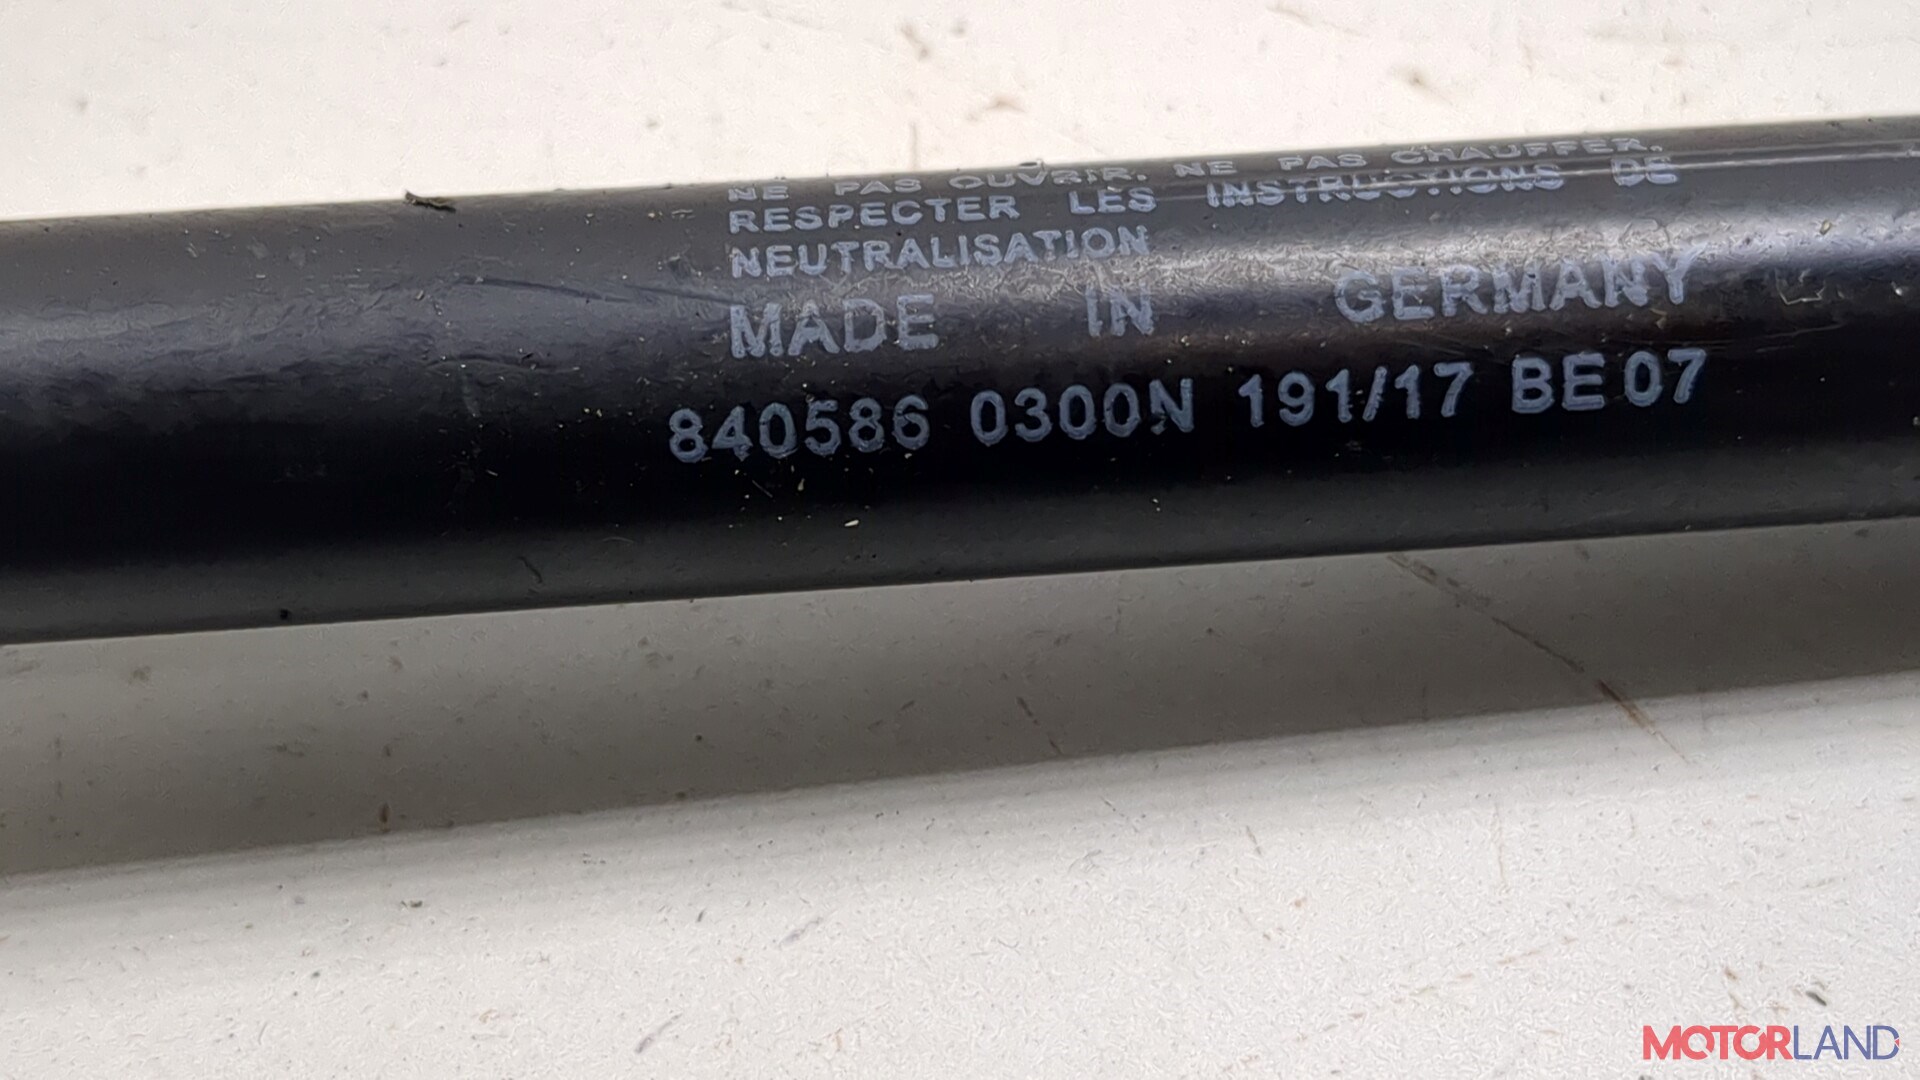 NE PAS OUVRIR. NE PAS CHAUFFER.
RESPECTER LES INSTRUCTIONS DE
NEUTRALISATION
MADE IN GERMANY
840586 0300N 191/17 BE07
MOTORLAND